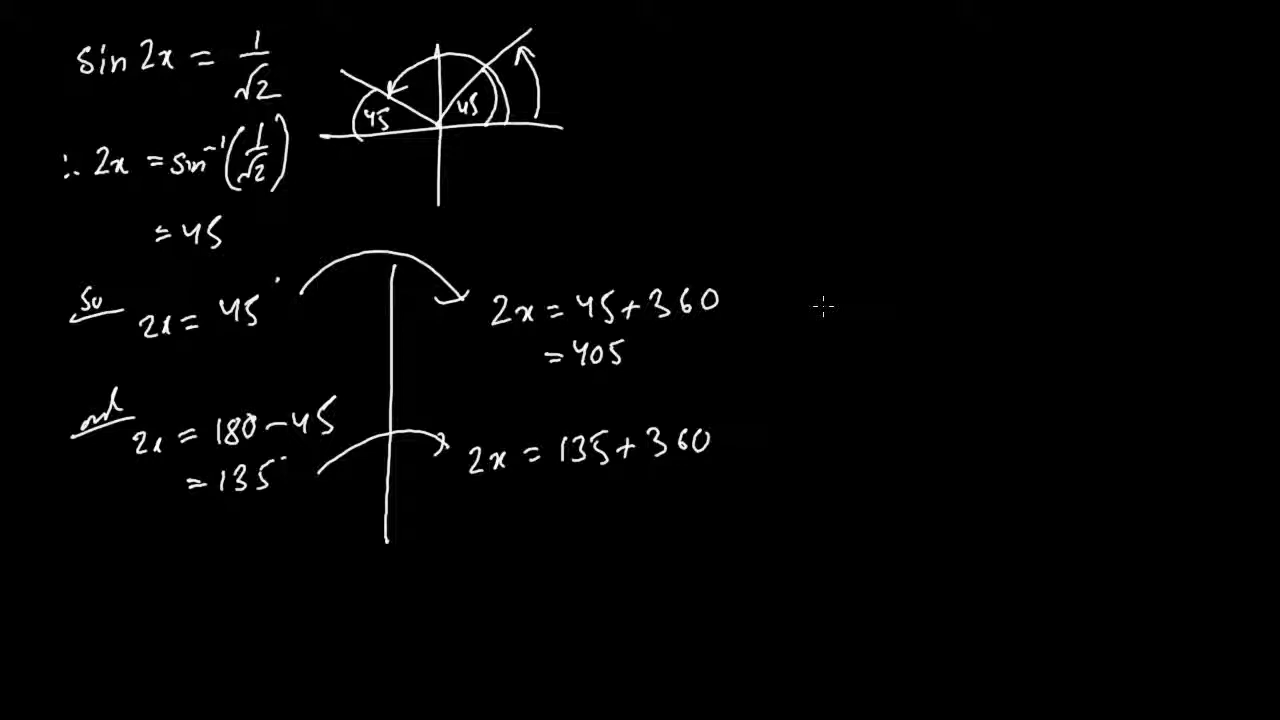 sin 2x = 1/√2
45 45
∴ 2x = sin⁻¹(1/√2)
= 45
So 2x = 45°
2x = 45 + 360
= 405
and 2x = 180 - 45
= 135°
2x = 135 + 360